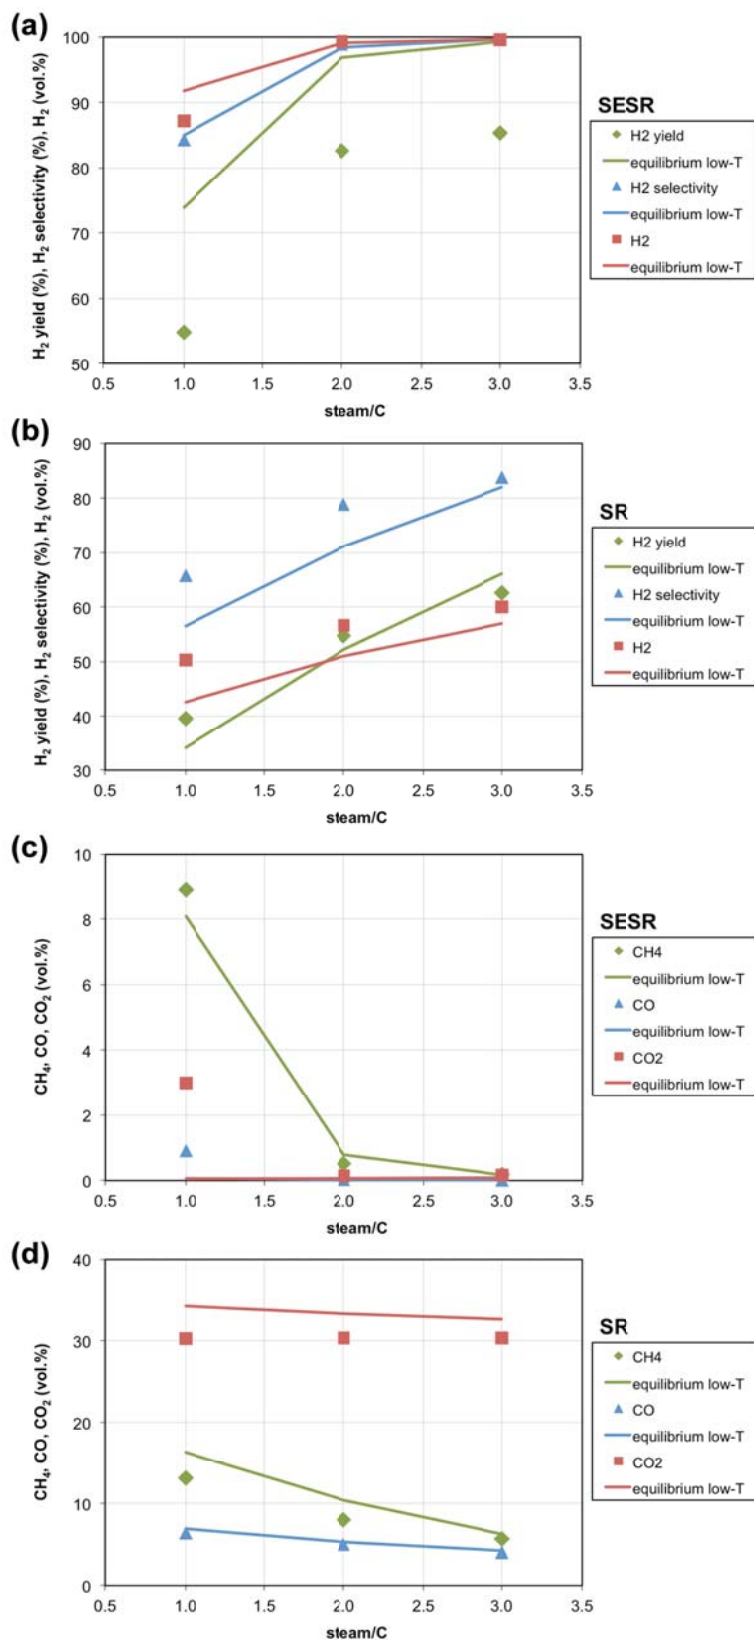 (a)
H₂ yield (%), H₂ selectivity (%), H₂ (vol.%)
100
90
80
70
60
50
0.5 1.0 1.5 2.0 2.5 3.0 3.5
steam/C
SESR
H2 yield
equilibrium low-T
H2 selectivity
equilibrium low-T
H2
equilibrium low-T
(b)
H₂ yield (%), H₂ selectivity (%), H₂ (vol.%)
90
80
70
60
50
40
30
0.5 1.0 1.5 2.0 2.5 3.0 3.5
steam/C
SR
H2 yield
equilibrium low-T
H2 selectivity
equilibrium low-T
H2
equilibrium low-T
(c)
CH₄, CO, CO₂ (vol.%)
10
8
6
4
2
0
0.5 1.0 1.5 2.0 2.5 3.0 3.5
steam/C
SESR
CH4
equilibrium low-T
CO
equilibrium low-T
CO2
equilibrium low-T
(d)
CH₄, CO, CO₂ (vol.%)
40
30
20
10
0
0.5 1.0 1.5 2.0 2.5 3.0 3.5
steam/C
SR
CH4
equilibrium low-T
CO
equilibrium low-T
CO2
equilibrium low-T